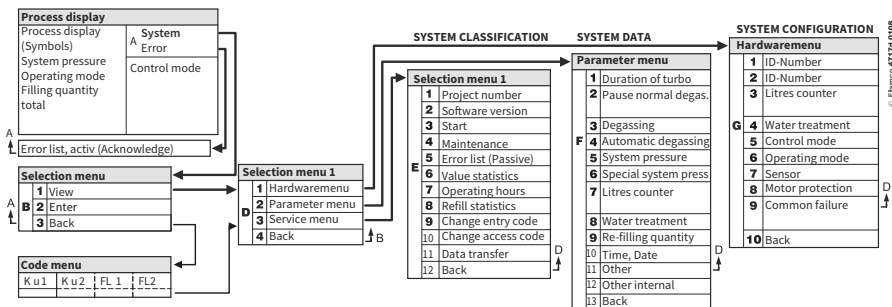 Process display
Process display
(Symbols)
System pressure
Operating mode
Filling quantity
total
A
System
Error
Control mode
A
Error list, activ (Acknowledge)
Selection menu
A
B
1 View
2 Enter
3 Back
Code menu
K u1 K u2 FL 1 FL2
Selection menu 1
D
1 Hardwaremenu
2 Parameter menu
3 Service menu
4 Back
B
SYSTEM CLASSIFICATION
Selection menu 1
E
1 Project number
2 Software version
3 Start
4 Maintenance
5 Error list (Passive)
6 Value statistics
7 Operating hours
8 Refill statistics
9 Change entry code
10 Change access code
11 Data transfer
12 Back
D
SYSTEM DATA
Parameter menu
F
1 Duration of turbo
2 Pause normal degas.
3 Degassing
4 Automatic degassing
5 System pressure
6 Special system press
7 Litres counter
8 Water treatment
9 Re-filling quantity
10 Time, Date
11 Other
12 Other internal
13 Back
D
SYSTEM CONFIGURATION
Hardwaremenu
G
1 ID-Number
2 ID-Number
3 Litres counter
4 Water treatment
5 Control mode
6 Operating mode
7 Sensor
8 Motor protection
9 Common failure
10 Back
D
© Flamco